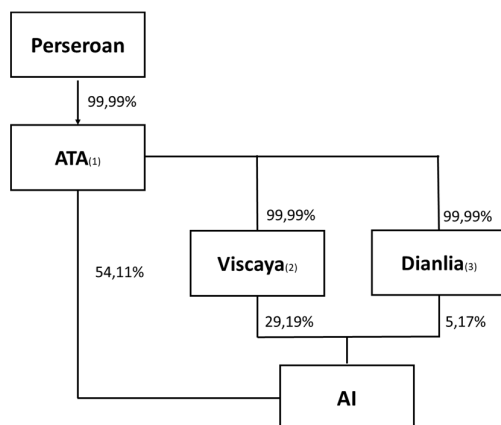 Perseroan
99,99%
ATA(1)
99,99%
99,99%
54,11%
Viscaya(2)
Dianlia(3)
29,19%
5,17%
AI